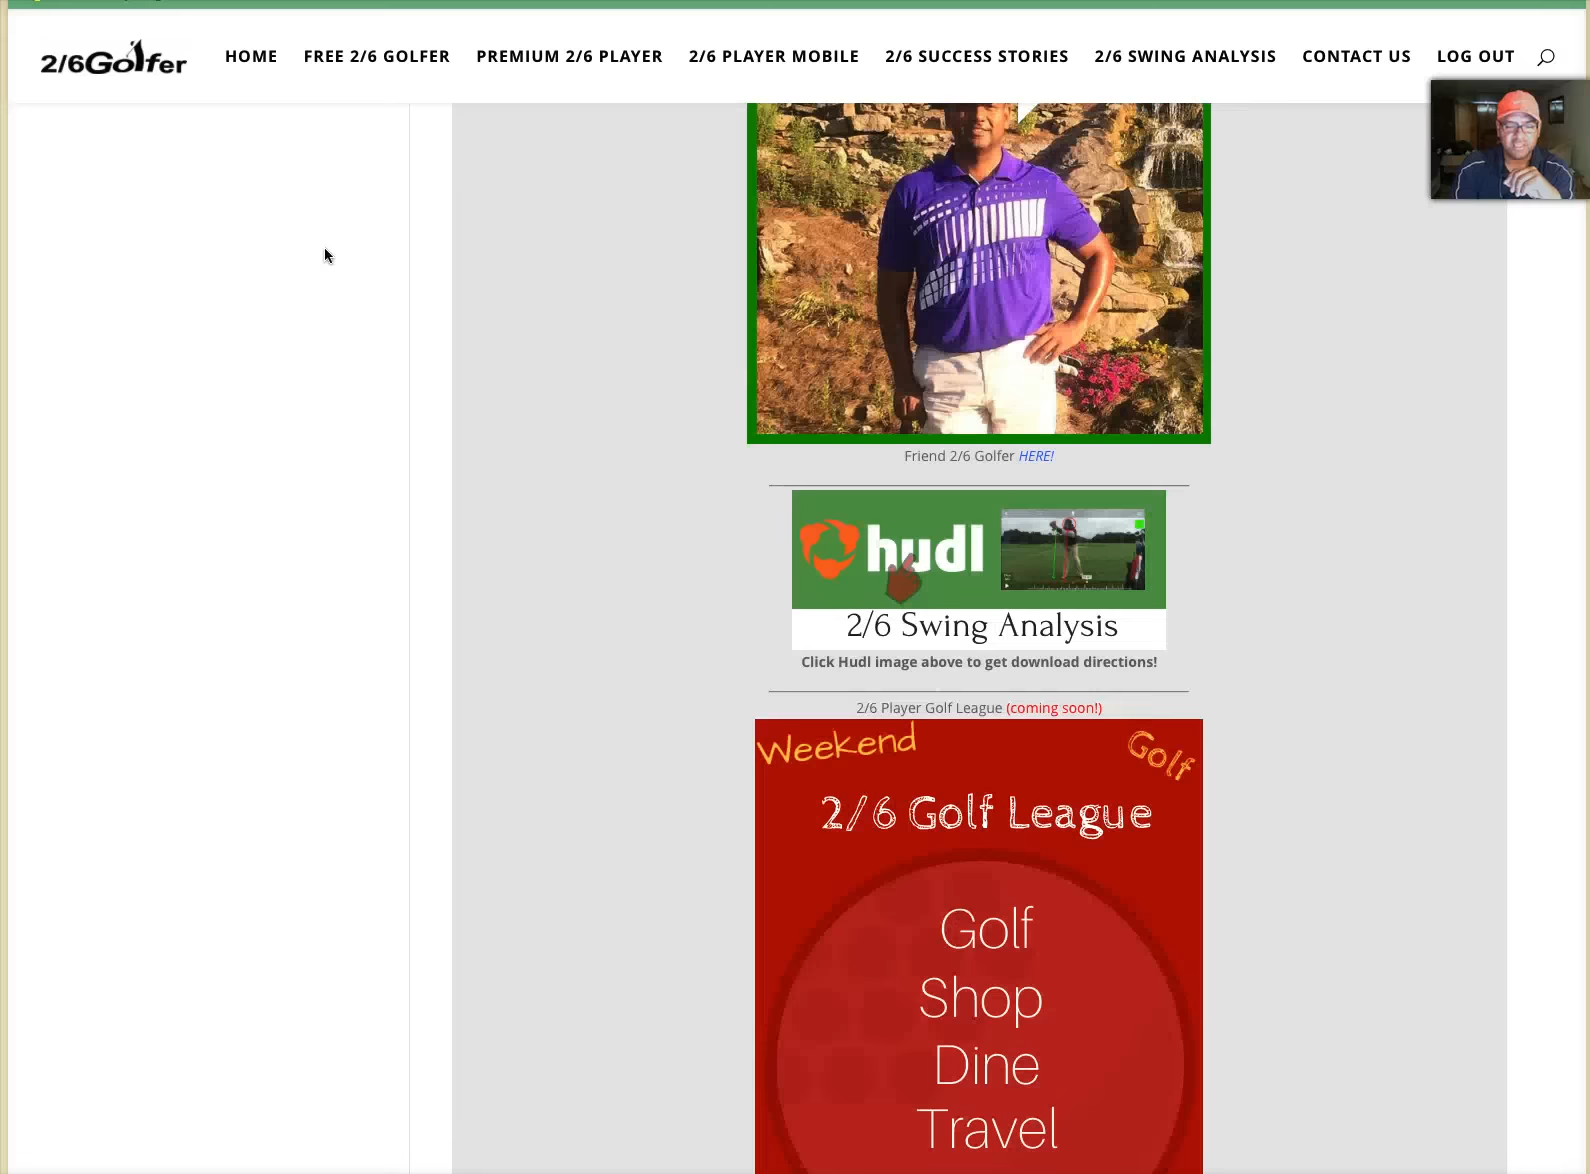 2/6Golfer
HOME FREE 2/6 GOLFER PREMIUM 2/6 PLAYER 2/6 PLAYER MOBILE 2/6 SUCCESS STORIES 2/6 SWING ANALYSIS CONTACT US LOG OUT
Friend 2/6 Golfer HERE!
hudl
2/6 Swing Analysis
Click Hudl image above to get download directions!
2/6 Player Golf League (coming soon!)
Weekend Golf
2/6 Golf League
Golf
Shop
Dine
Travel